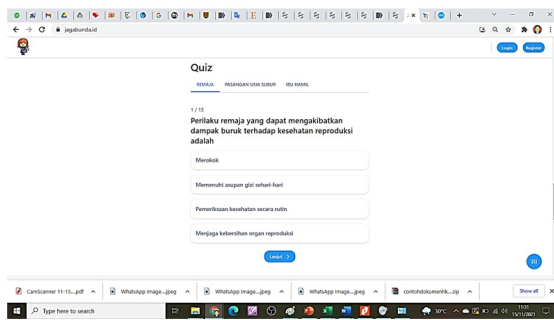 jagabunda.id
Login
Register
Quiz
REMAJA PASANGAN USIA SUBUR IBU HAMIL
1 / 15
Perilaku remaja yang dapat mengakibatkan
dampak buruk terhadap kesehatan reproduksi
adalah
Merokok
Memenuhi asupan gizi sehari-hari
Pemeriksaan kesehatan secara rutin
Menjaga kebersihan organ reproduksi
Lanjut >
CamScanner 11-15....pdf
WhatsApp Image....jpeg
WhatsApp Image....jpeg
WhatsApp Image....jpeg
contohdokumenhk....zip
Show all
Type here to search
30°C
11:51
15/11/2021